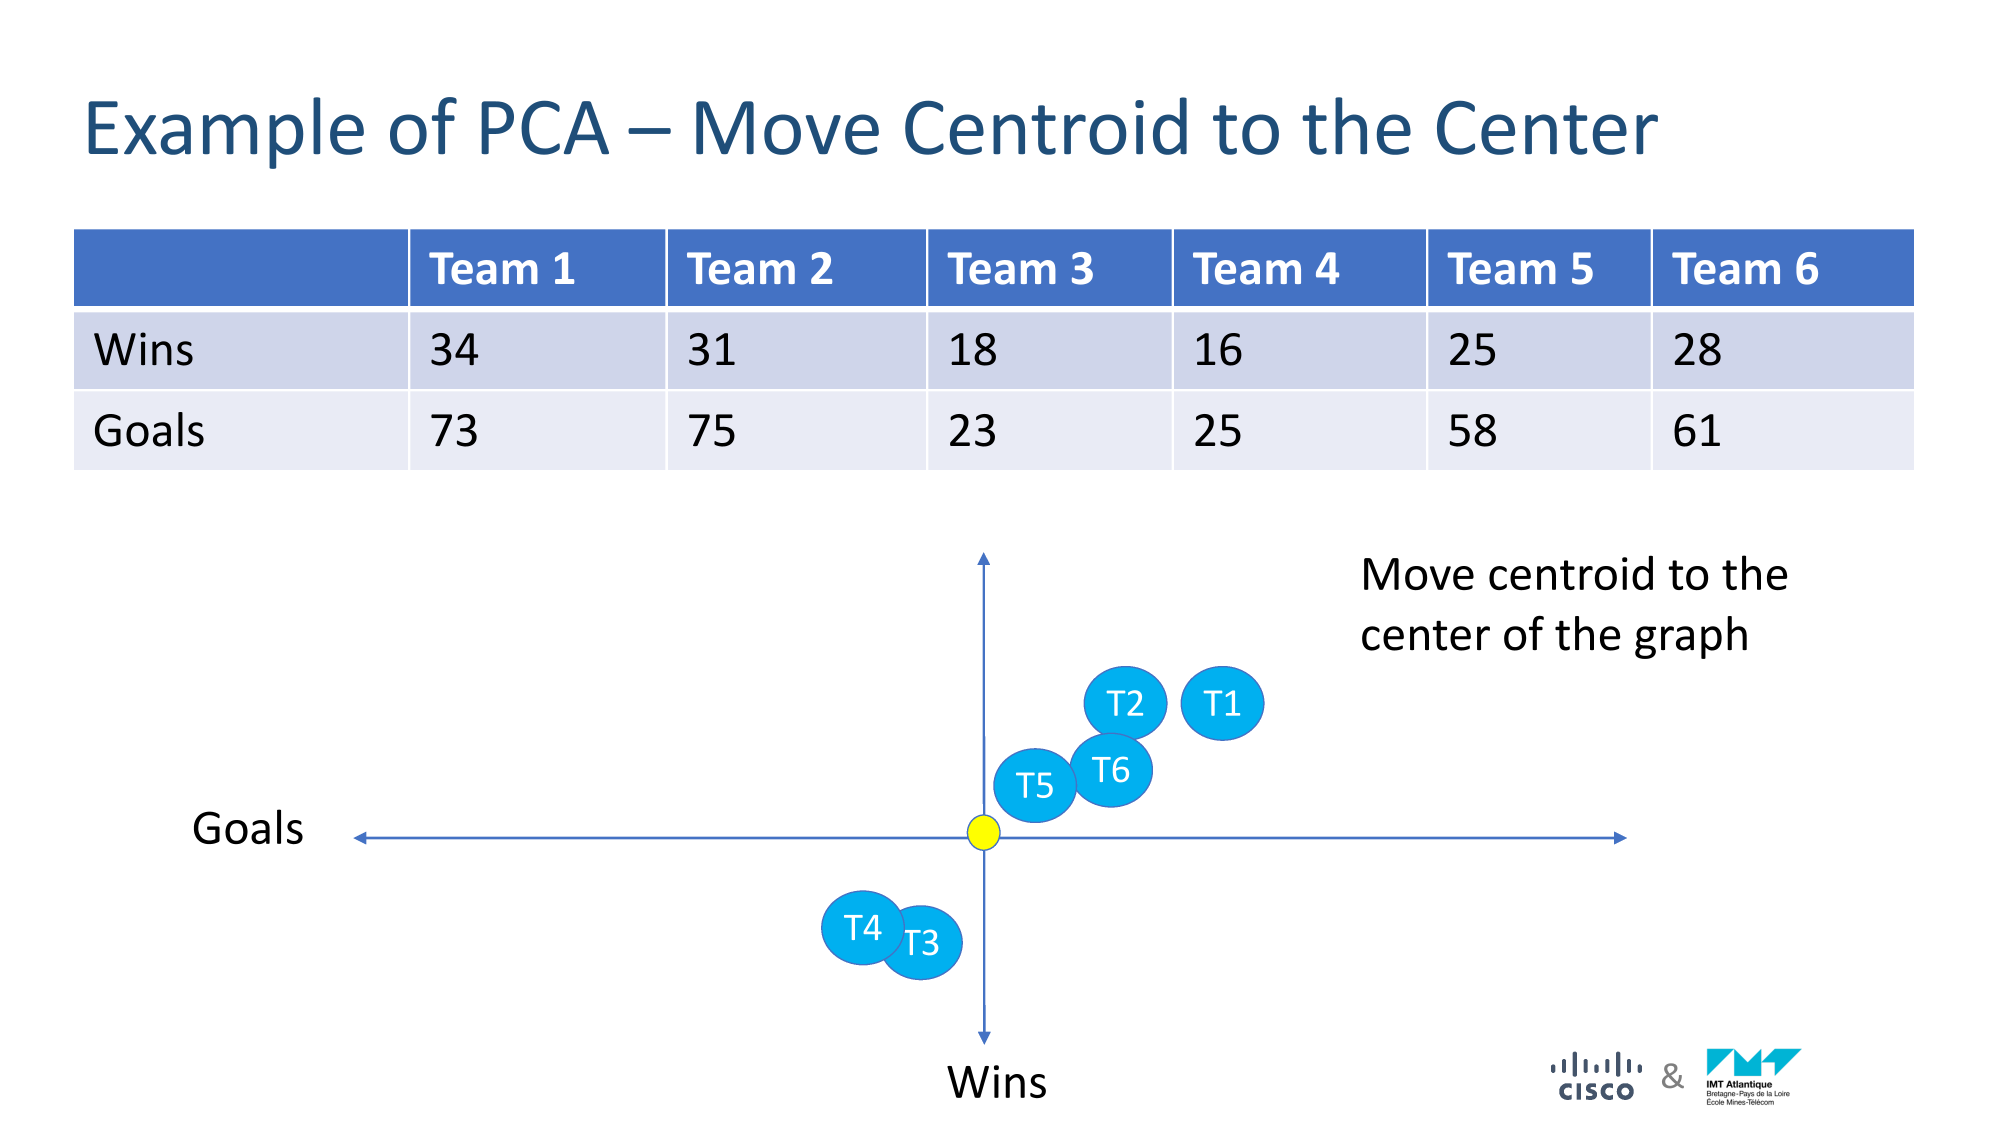 Example of PCA – Move Centroid to the Center
Team 1 Team 2 Team 3 Team 4 Team 5 Team 6
Wins 34 31 18 16 25 28
Goals 73 75 23 25 58 61
Move centroid to the
center of the graph
T2 T1
T6
T5
Goals
T4
T3
Wins
CISCO & IMT Atlantique
Bretagne-Pays de la Loire
École Mines-Télécom